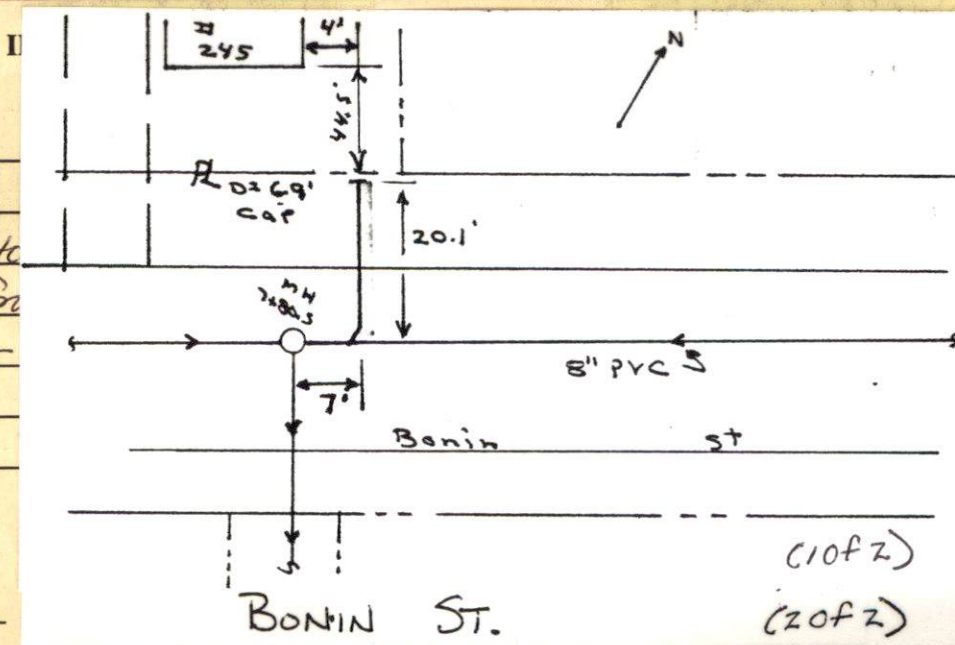 # 4'
245
N
44.5'
PL D=6.9'
Cap
20.1'
MH
8" PVC
7'
Bonin St
(1 of 2)
BONIN ST.
(2 of 2)